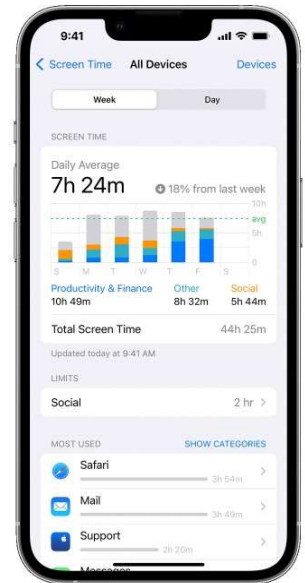 9:41
Screen Time All Devices Devices
Week Day
SCREEN TIME
Daily Average
7h 24m 18% from last week
10h
avg
5h
0
S M T W T F S
Productivity & Finance Other Social
10h 49m 8h 32m 5h 44m
Total Screen Time 44h 25m
Updated today at 9:41 AM
LIMITS
Social 2 hr
MOST USED SHOW CATEGORIES
Safari
3h 54m
Mail
3h 49m
Support
2h 20m
Messages